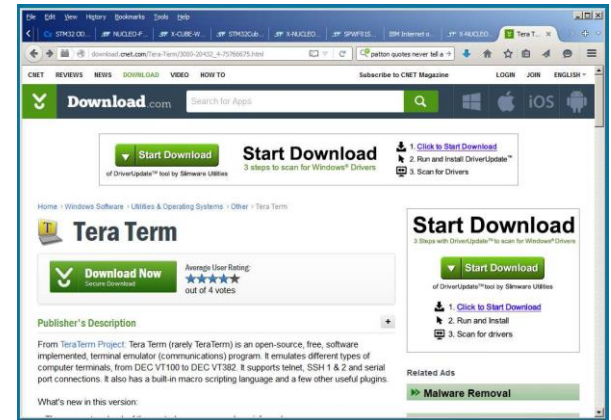 File Edit View History Bookmarks Tools Help
STM32 OD... NUCLEO-F... X-CUBE-W... STM32Cub... X-NUCLEO... SPWF01S... IBM Internet o... X-NUCLEO... Tera T... ×
download.cnet.com/Tera-Term/3000-20432_4-75766675.html patton quotes never tell a
CNET REVIEWS NEWS DOWNLOAD VIDEO HOW TO Subscribe to CNET Magazine LOGIN JOIN ENGLISH
Download.com Search for Apps iOS
Start Download
of DriverUpdate™ tool by Slimware Utilities
Start Download
3 steps to scan for Windows® Drivers
1. Click to Start Download
2. Run and Install DriverUpdate™
3. Scan for Drivers
Home › Windows Software › Utilities & Operating Systems › Other › Tera Term
Tera Term
Download Now
Secure Download
Average User Rating:
out of 4 votes
Publisher's Description +
From TeraTerm Project: Tera Term (rarely TeraTerm) is an open-source, free, software
implemented, terminal emulator (communications) program. It emulates different types of
computer terminals, from DEC VT100 to DEC VT382. It supports telnet, SSH 1 & 2 and serial
port connections. It also has a built-in macro scripting language and a few other useful plugins.
What's new in this version:
Start Download
3 Steps with DriverUpdate™ to scan for Windows® Drivers
Start Download
of DriverUpdate™ tool by Slimware Utilities
1. Click to Start Download
2. Run and Install
3. Scan for drivers
Related Ads
Malware Removal